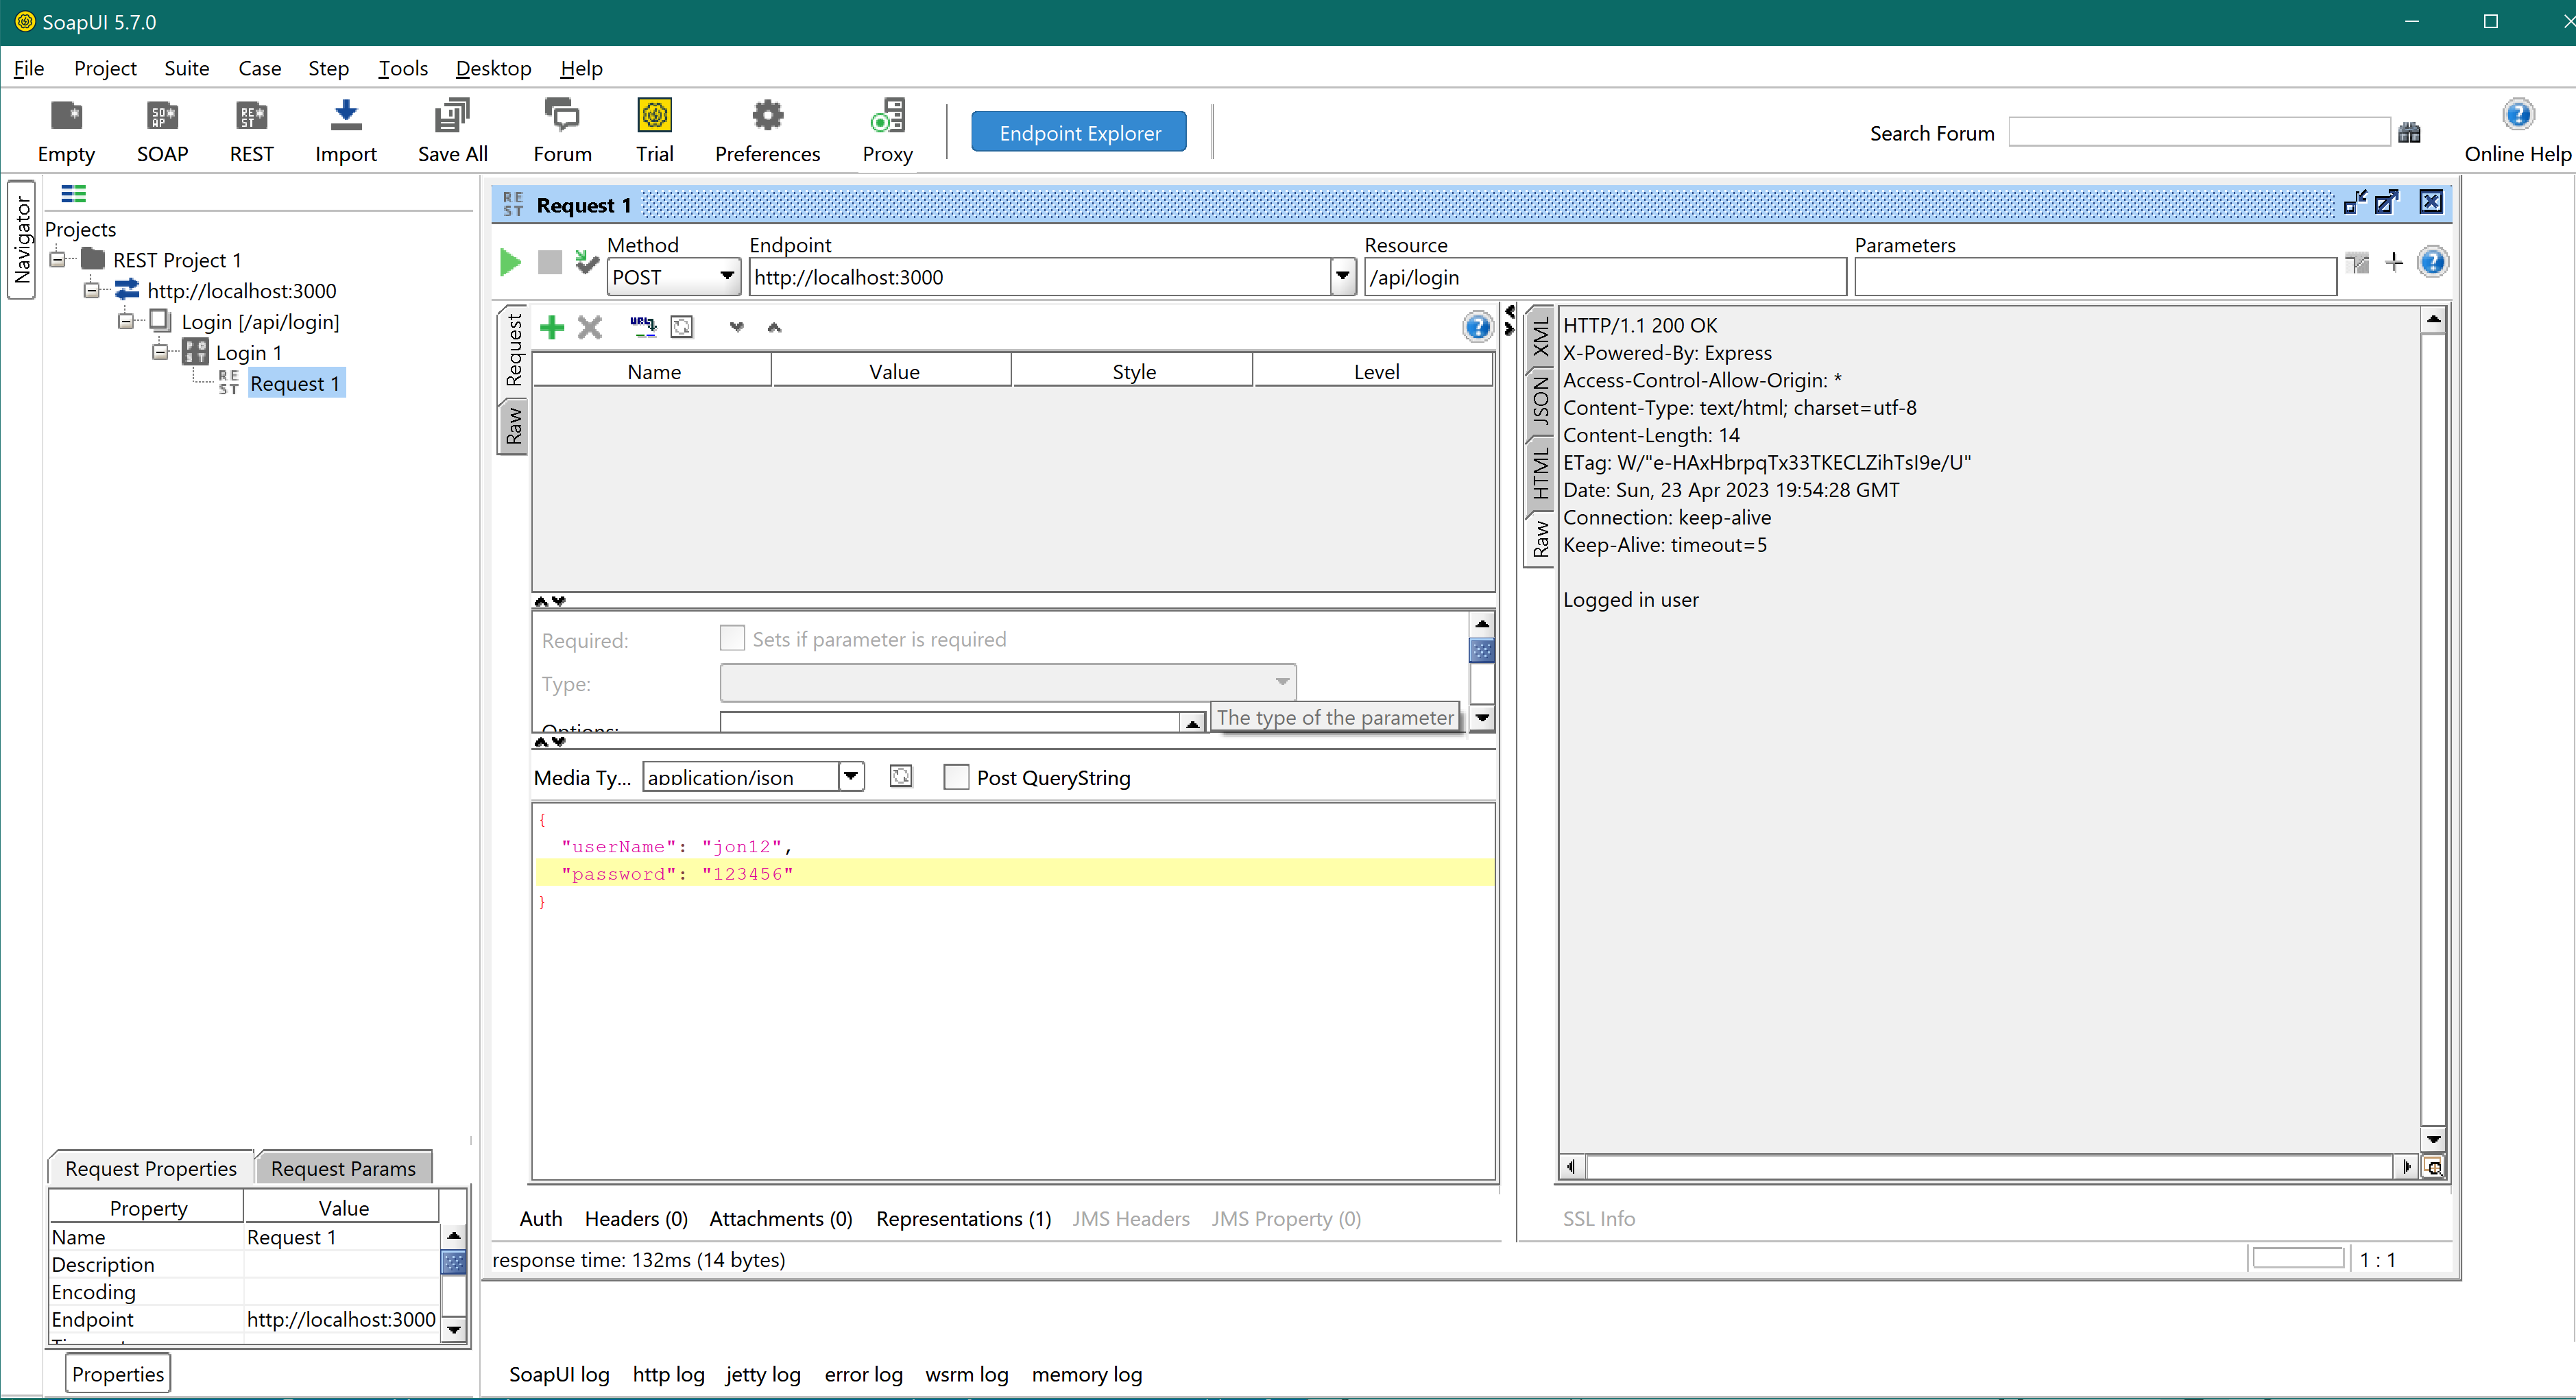 SoapUI 5.7.0
File Project Suite Case Step Tools Desktop Help
Empty SOAP REST Import Save All Forum Trial Preferences Proxy Endpoint Explorer Search Forum Online Help
Navigator
Projects
REST Project 1
http://localhost:3000
Login [/api/login]
Login 1
Request 1
Request Properties Request Params
Property Value
Name Request 1
Description
Encoding
Endpoint http://localhost:3000
Properties
Request 1
Method Endpoint Resource Parameters
POST http://localhost:3000 /api/login
Request
Raw
Name Value Style Level
Required: Sets if parameter is required
Type:
Options:
The type of the parameter
Media Ty... application/json Post QueryString
{
"userName": "jon12",
"password": "123456"
}
Auth Headers (0) Attachments (0) Representations (1) JMS Headers JMS Property (0)
response time: 132ms (14 bytes)
XML
JSON
HTML
Raw
HTTP/1.1 200 OK
X-Powered-By: Express
Access-Control-Allow-Origin: *
Content-Type: text/html; charset=utf-8
Content-Length: 14
ETag: W/"e-HAxHbrpqTx33TKECLZihTsI9e/U"
Date: Sun, 23 Apr 2023 19:54:28 GMT
Connection: keep-alive
Keep-Alive: timeout=5
Logged in user
SSL Info
1 : 1
SoapUI log http log jetty log error log wsrm log memory log